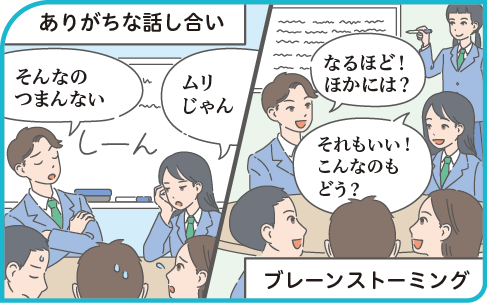 ありがちな話し合い
そんなの
つまんない
ムリ
じゃん
しーん
なるほど！
ほかには？
それもいい！
こんなのも
どう？
ブレーンストーミング